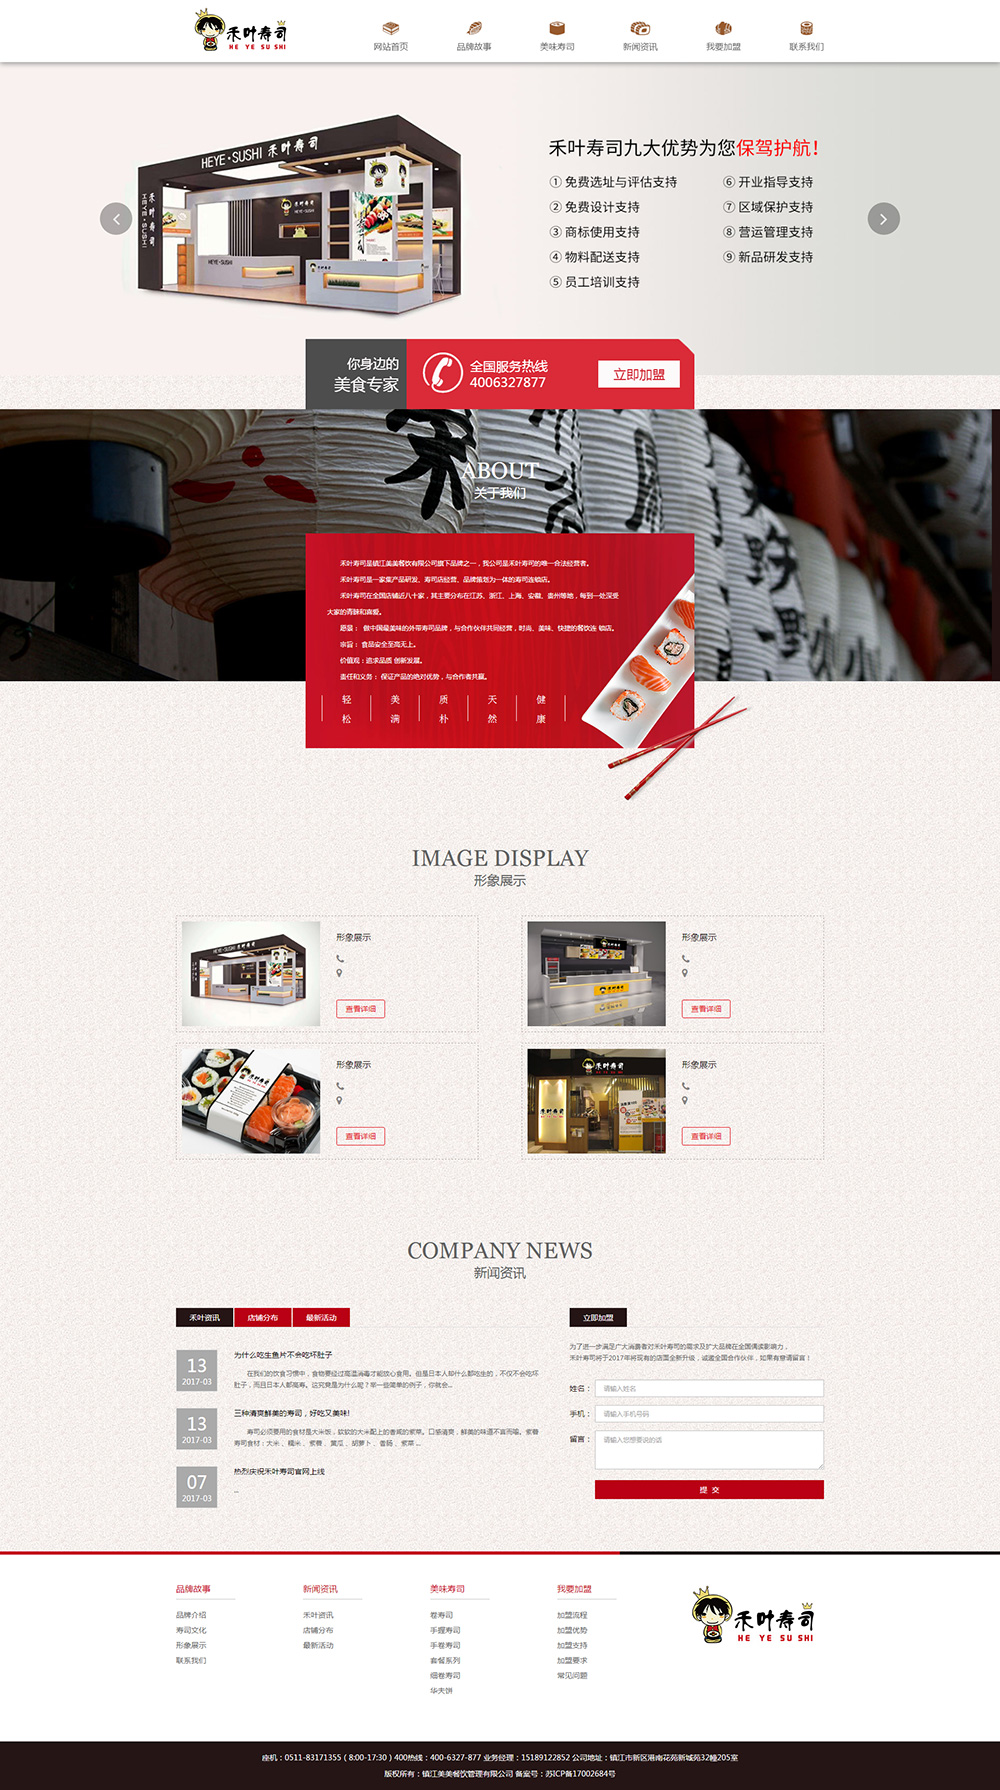 禾叶寿司
HE YE SU SHI
网站首页
品牌故事
美味寿司
新闻资讯
我要加盟
联系我们
HEYE·SUSHI 禾叶寿司
禾叶寿司
HEYE·SUSHI
禾叶寿司
HEYE-SUSHI
禾叶寿司
禾叶寿司九大优势为您保驾护航!
① 免费选址与评估支持
② 免费设计支持
③ 商标使用支持
④ 物料配送支持
⑤ 员工培训支持
⑥ 开业指导支持
⑦ 区域保护支持
⑧ 营运管理支持
⑨ 新品研发支持
你身边的
美食专家
全国服务热线
4006327877
立即加盟
禾
ABOUT
关于我们
禾叶寿司是镇江美美餐饮有限公司旗下品牌之一，我公司是禾叶寿司的唯一合法经营者。
禾叶寿司是一家集产品研发、寿司店经营、品牌策划为一体的寿司连锁店。
禾叶寿司在全国店铺近八十家，其主要分布在江苏、浙江、上海、安徽、贵州等地，每到一处深受
大家的青睐和喜爱。
愿景： 做中国最美味的外带寿司品牌，与合作伙伴共同经营，时尚、美味、快捷的餐饮连 锁店。
宗旨： 食品安全至高无上。
价值观：追求品质 创新发展。
责任和义务： 保证产品的绝对优势，与合作者共赢。
轻松
美满
质朴
天然
健康
IMAGE DISPLAY
形象展示
HEYE·SUSHI 禾叶寿司
形象展示
查看详细
禾叶寿司
形象展示
查看详细
禾叶寿司
形象展示
查看详细
禾叶寿司
禾叶寿司
形象展示
查看详细
COMPANY NEWS
新闻资讯
禾叶资讯
店铺分布
最新活动
13
2017-03
为什么吃生鱼片不会吃坏肚子
在我们的饮食习惯中，食物要经过高温消毒才能放心食用。但是日本人却什么都吃生的，不仅不会吃坏
肚子，而且日本人都高寿。这究竟是为什么呢？举一些简单的例子，你就会...
13
2017-03
三种清爽鲜美的寿司，好吃又美味!
寿司必须要用的食材是大米饭，软软的大米配上的香咸的紫菜。口感清爽，鲜美的味道不言而喻。紫菅
寿司食材：大米 、糯米 、紫菅 、黄瓜 、胡萝卜 、香肠 、紫菜 ...
07
2017-03
热烈庆祝禾叶寿司官网上线
...
立即加盟
为了进一步满足广大消费者对禾叶寿司的需求及扩大品牌在全国偶读影响力，
禾叶寿司将于2017年将现有的店面全新升级，诚邀全国合作伙伴，如果有意请留言！
姓名：
请输入姓名
手机：
请输入手机号码
留言：
请输入您想要说的话
提 交
品牌故事
品牌介绍
寿司文化
形象展示
联系我们
新闻资讯
禾叶资讯
店铺分布
最新活动
美味寿司
卷寿司
手握寿司
手卷寿司
套餐系列
细卷寿司
华夫饼
我要加盟
加盟流程
加盟优势
加盟支持
加盟要求
常见问题
禾叶寿司
HE YE SU SHI
座机：0511-83171355 ( 8:00-17:30 ) 400热线：400-6327-877 业务经理：15189122852 公司地址：镇江市新区港南花苑新城苑32幢205室
版权所有：镇江美美餐饮管理有限公司 备案号：苏ICP备17002684号